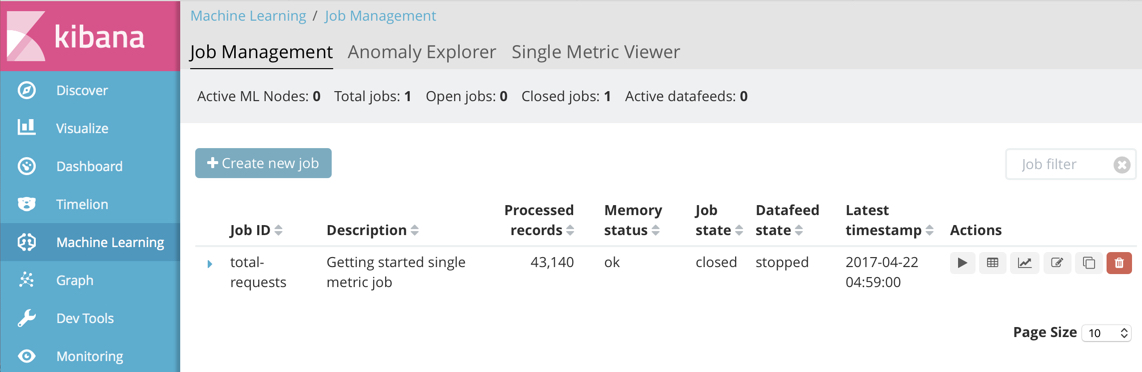 kibana
Discover
Visualize
Dashboard
Timelion
Machine Learning
Graph
Dev Tools
Monitoring
Machine Learning / Job Management
Job Management Anomaly Explorer Single Metric Viewer
Active ML Nodes: 0 Total jobs: 1 Open jobs: 0 Closed jobs: 1 Active datafeeds: 0
+ Create new job
Job filter
Job ID Description Processed records Memory status Job state Datafeed state Latest timestamp Actions
total-requests Getting started single metric job 43,140 ok closed stopped 2017-04-22 04:59:00
Page Size 10